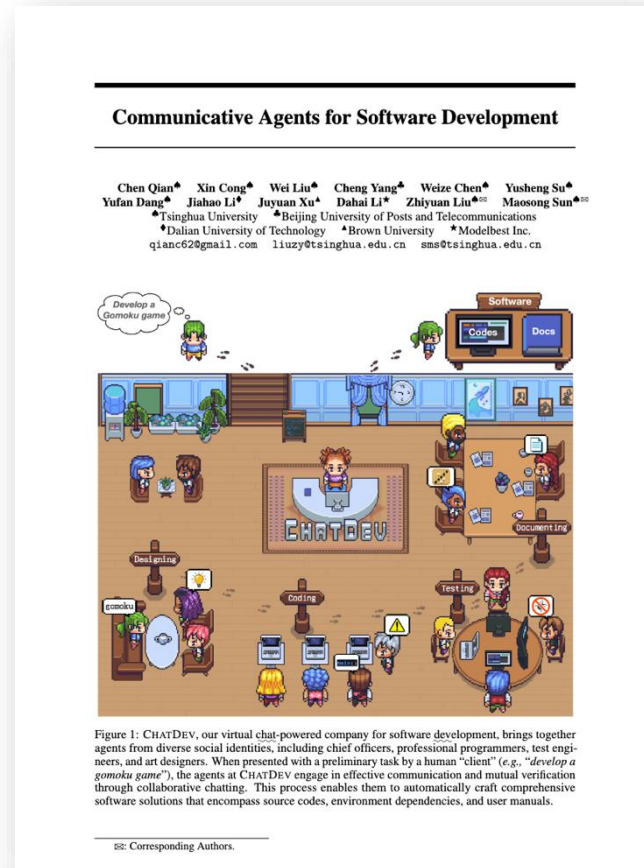 Communicative Agents for Software Development
Chen Qian♠ Xin Cong♠ Wei Liu♠ Cheng Yang♣ Weize Chen♠ Yusheng Su♠
Yufan Dang♠ Jiahao Li♦ Juyuan Xu▲ Dahai Li★ Zhiyuan Liu♠✉ Maosong Sun♠✉
♠Tsinghua University ♣Beijing University of Posts and Telecommunications
♦Dalian University of Technology ▲Brown University ★Modelbest Inc.
qianc62@gmail.com liuzy@tsinghua.edu.cn sms@tsinghua.edu.cn
Develop a
Gomoku game
Software
Codes
Docs
CHATDEV
Documenting
Designing
gomoku
Coding
Testing
Figure 1: CHATDEV, our virtual chat-powered company for software development, brings together
agents from diverse social identities, including chief officers, professional programmers, test engi-
neers, and art designers. When presented with a preliminary task by a human “client” (e.g., “develop a
gomoku game”), the agents at CHATDEV engage in effective communication and mutual verification
through collaborative chatting. This process enables them to automatically craft comprehensive
software solutions that encompass source codes, environment dependencies, and user manuals.
✉: Corresponding Authors.